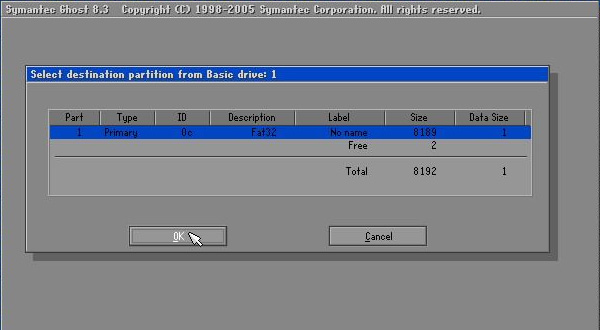 Symantec Ghost 8.3 Copyright (C) 1998-2005 Symantec Corporation. All rights reserved.
Select destination partition from Basic drive: 1
Part Type ID Description Label Size Data Size
1 Primary 0c Fat32 No name 8189 1
Free 2
Total 8192 1
OK Cancel